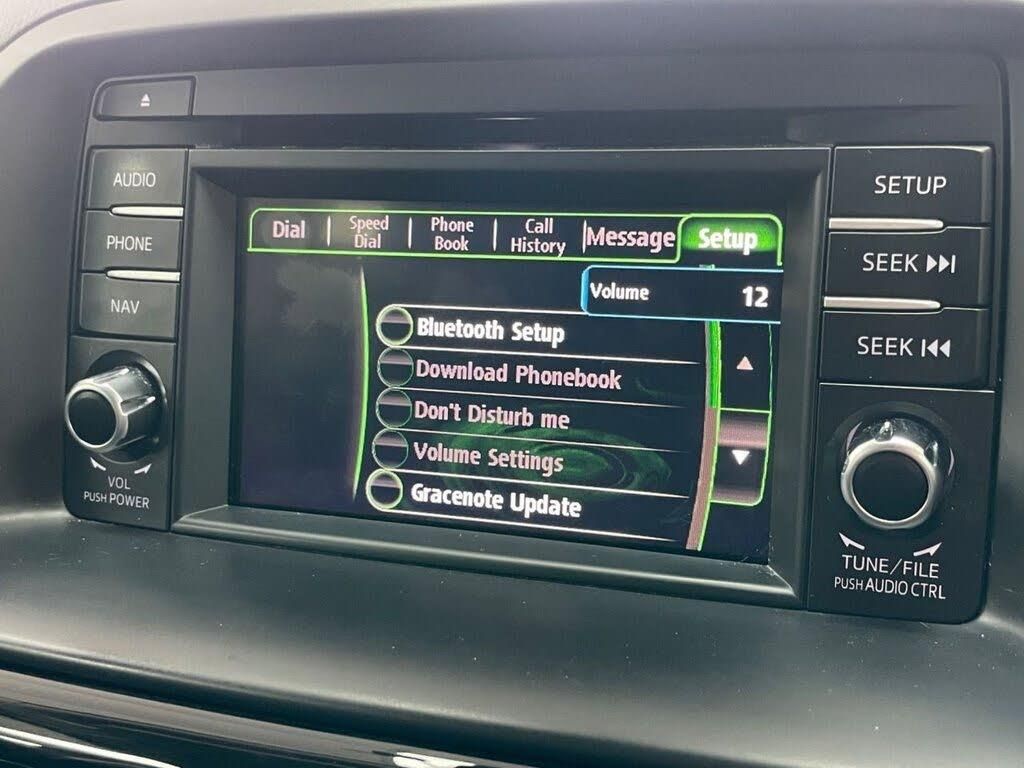 AUDIO
PHONE
NAV
VOL
PUSH POWER
Dial
Speed
Dial
Phone
Book
Call
History
Message
Setup
Volume 12
Bluetooth Setup
Download Phonebook
Don't Disturb me
Volume Settings
Gracenote Update
SETUP
SEEK
SEEK
TUNE/FILE
PUSH AUDIO CTRL